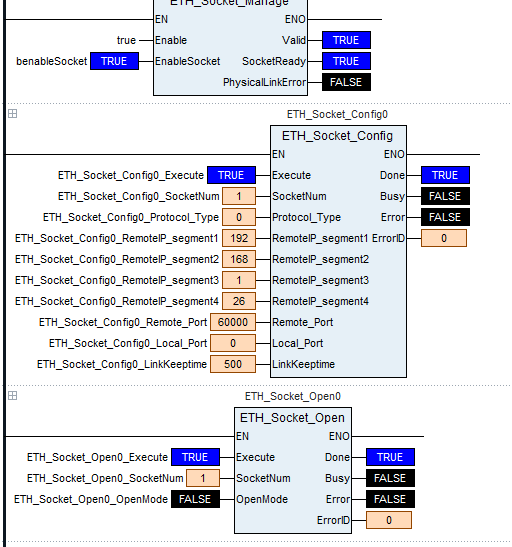 ETH_Socket_Manage
EN ENO
true Enable Valid TRUE
benableSocket TRUE EnableSocket SocketReady TRUE
PhysicalLinkError FALSE
ETH_Socket_Config0
ETH_Socket_Config
EN ENO
ETH_Socket_Config0_Execute TRUE Execute Done TRUE
ETH_Socket_Config0_SocketNum 1 SocketNum Busy FALSE
ETH_Socket_Config0_Protocol_Type 0 Protocol_Type Error FALSE
ETH_Socket_Config0_RemoteIP_segment1 192 RemoteIP_segment1 ErrorID 0
ETH_Socket_Config0_RemoteIP_segment2 168 RemoteIP_segment2
ETH_Socket_Config0_RemoteIP_segment3 1 RemoteIP_segment3
ETH_Socket_Config0_RemoteIP_segment4 26 RemoteIP_segment4
ETH_Socket_Config0_Remote_Port 60000 Remote_Port
ETH_Socket_Config0_Local_Port 0 Local_Port
ETH_Socket_Config0_LinkKeeptime 500 LinkKeeptime
ETH_Socket_Open0
ETH_Socket_Open
EN ENO
ETH_Socket_Open0_Execute TRUE Execute Done TRUE
ETH_Socket_Open0_SocketNum 1 SocketNum Busy FALSE
ETH_Socket_Open0_OpenMode FALSE OpenMode Error FALSE
ErrorID 0